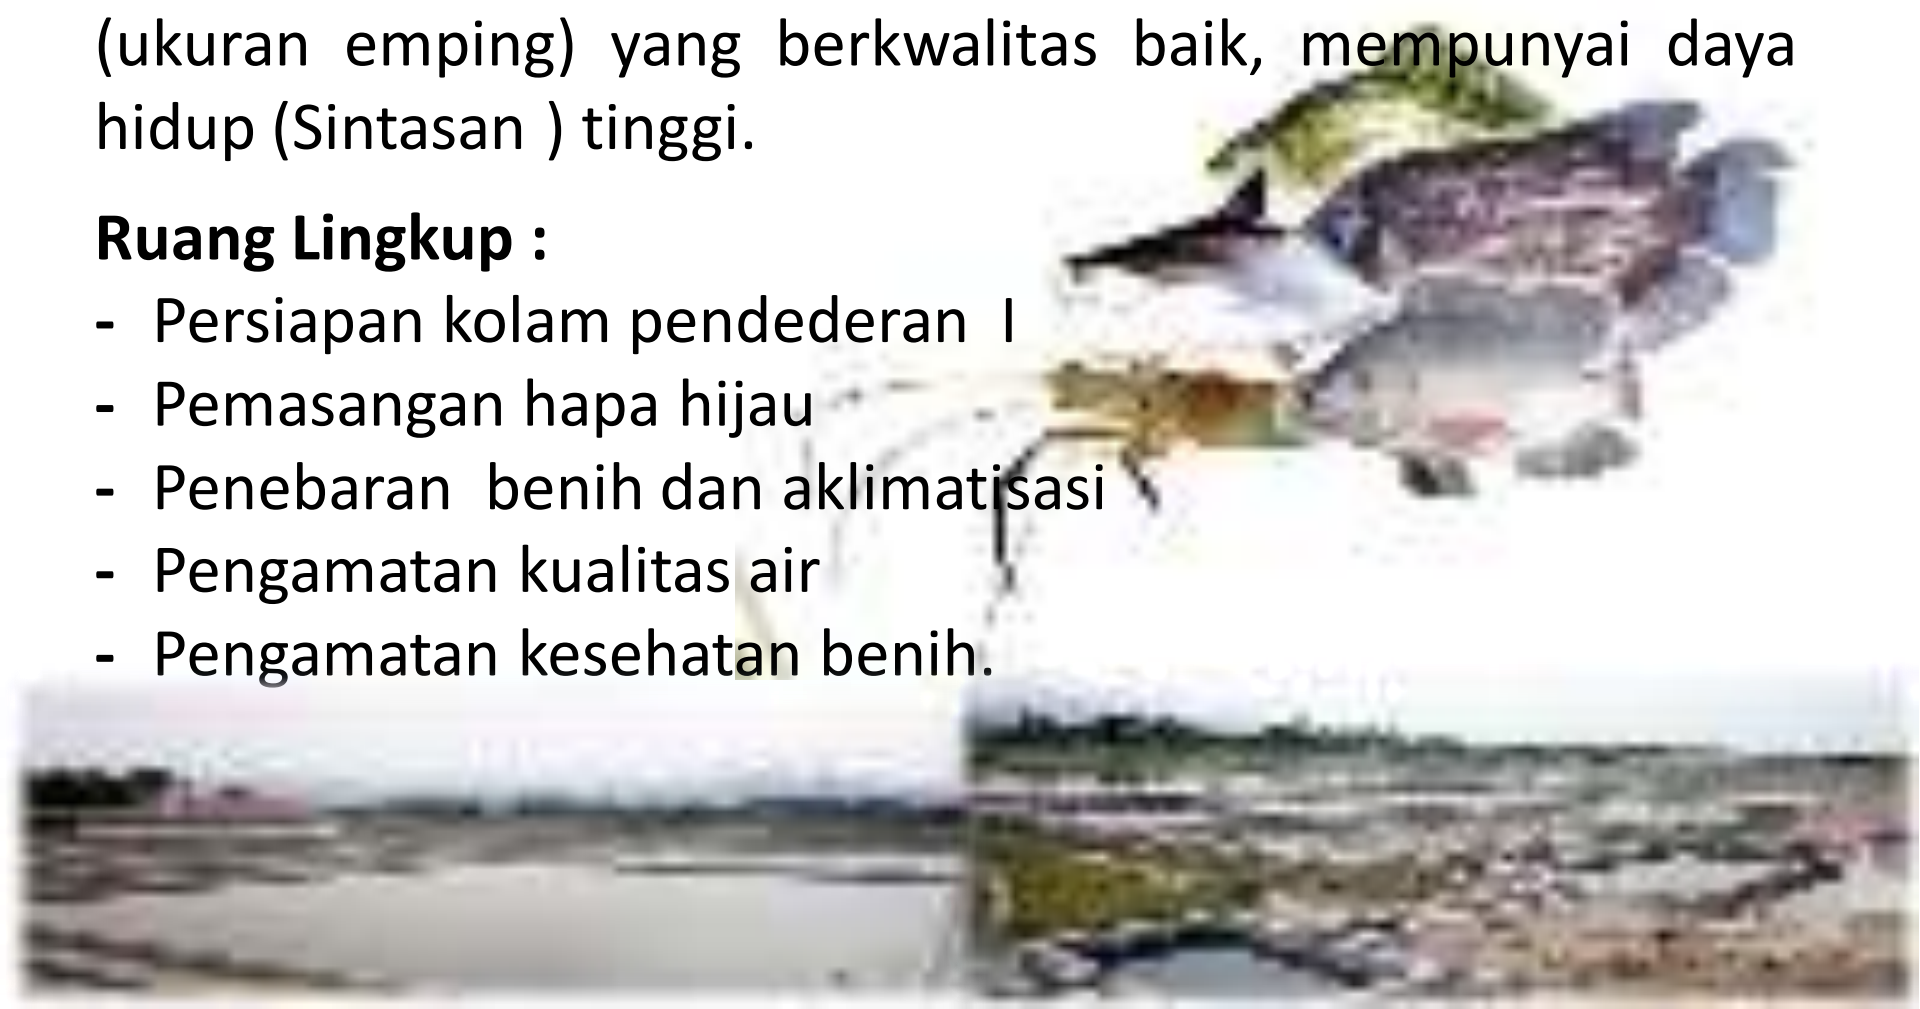 (ukuran emping) yang berkwalitas baik, mempunyai daya
hidup (Sintasan ) tinggi.
Ruang Lingkup :
- Persiapan kolam pendederan I
- Pemasangan hapa hijau
- Penebaran benih dan aklimatisasi
- Pengamatan kualitas air
- Pengamatan kesehatan benih.